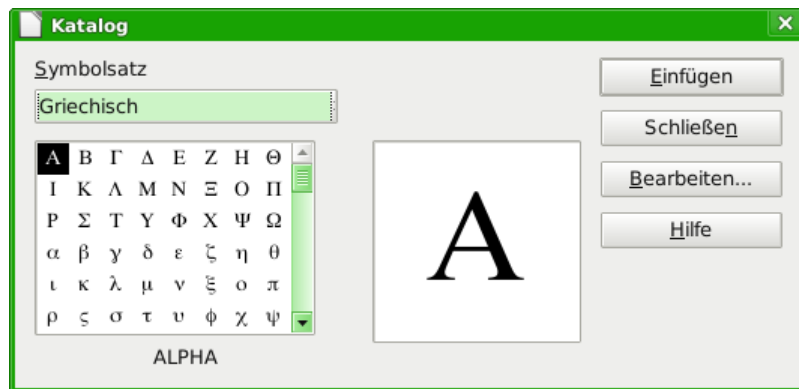 Katalog
Symbolsatz
Griechisch
Α Β Γ Δ Ε Ζ Η Θ
Ι Κ Λ Μ Ν Ξ Ο Π
Ρ Σ Τ Υ Φ Χ Ψ Ω
α β γ δ ε ζ η θ
ι κ λ μ ν ξ ο π
ρ ς σ τ υ φ χ ψ
ALPHA
Α
Einfügen
Schließen
Bearbeiten...
Hilfe